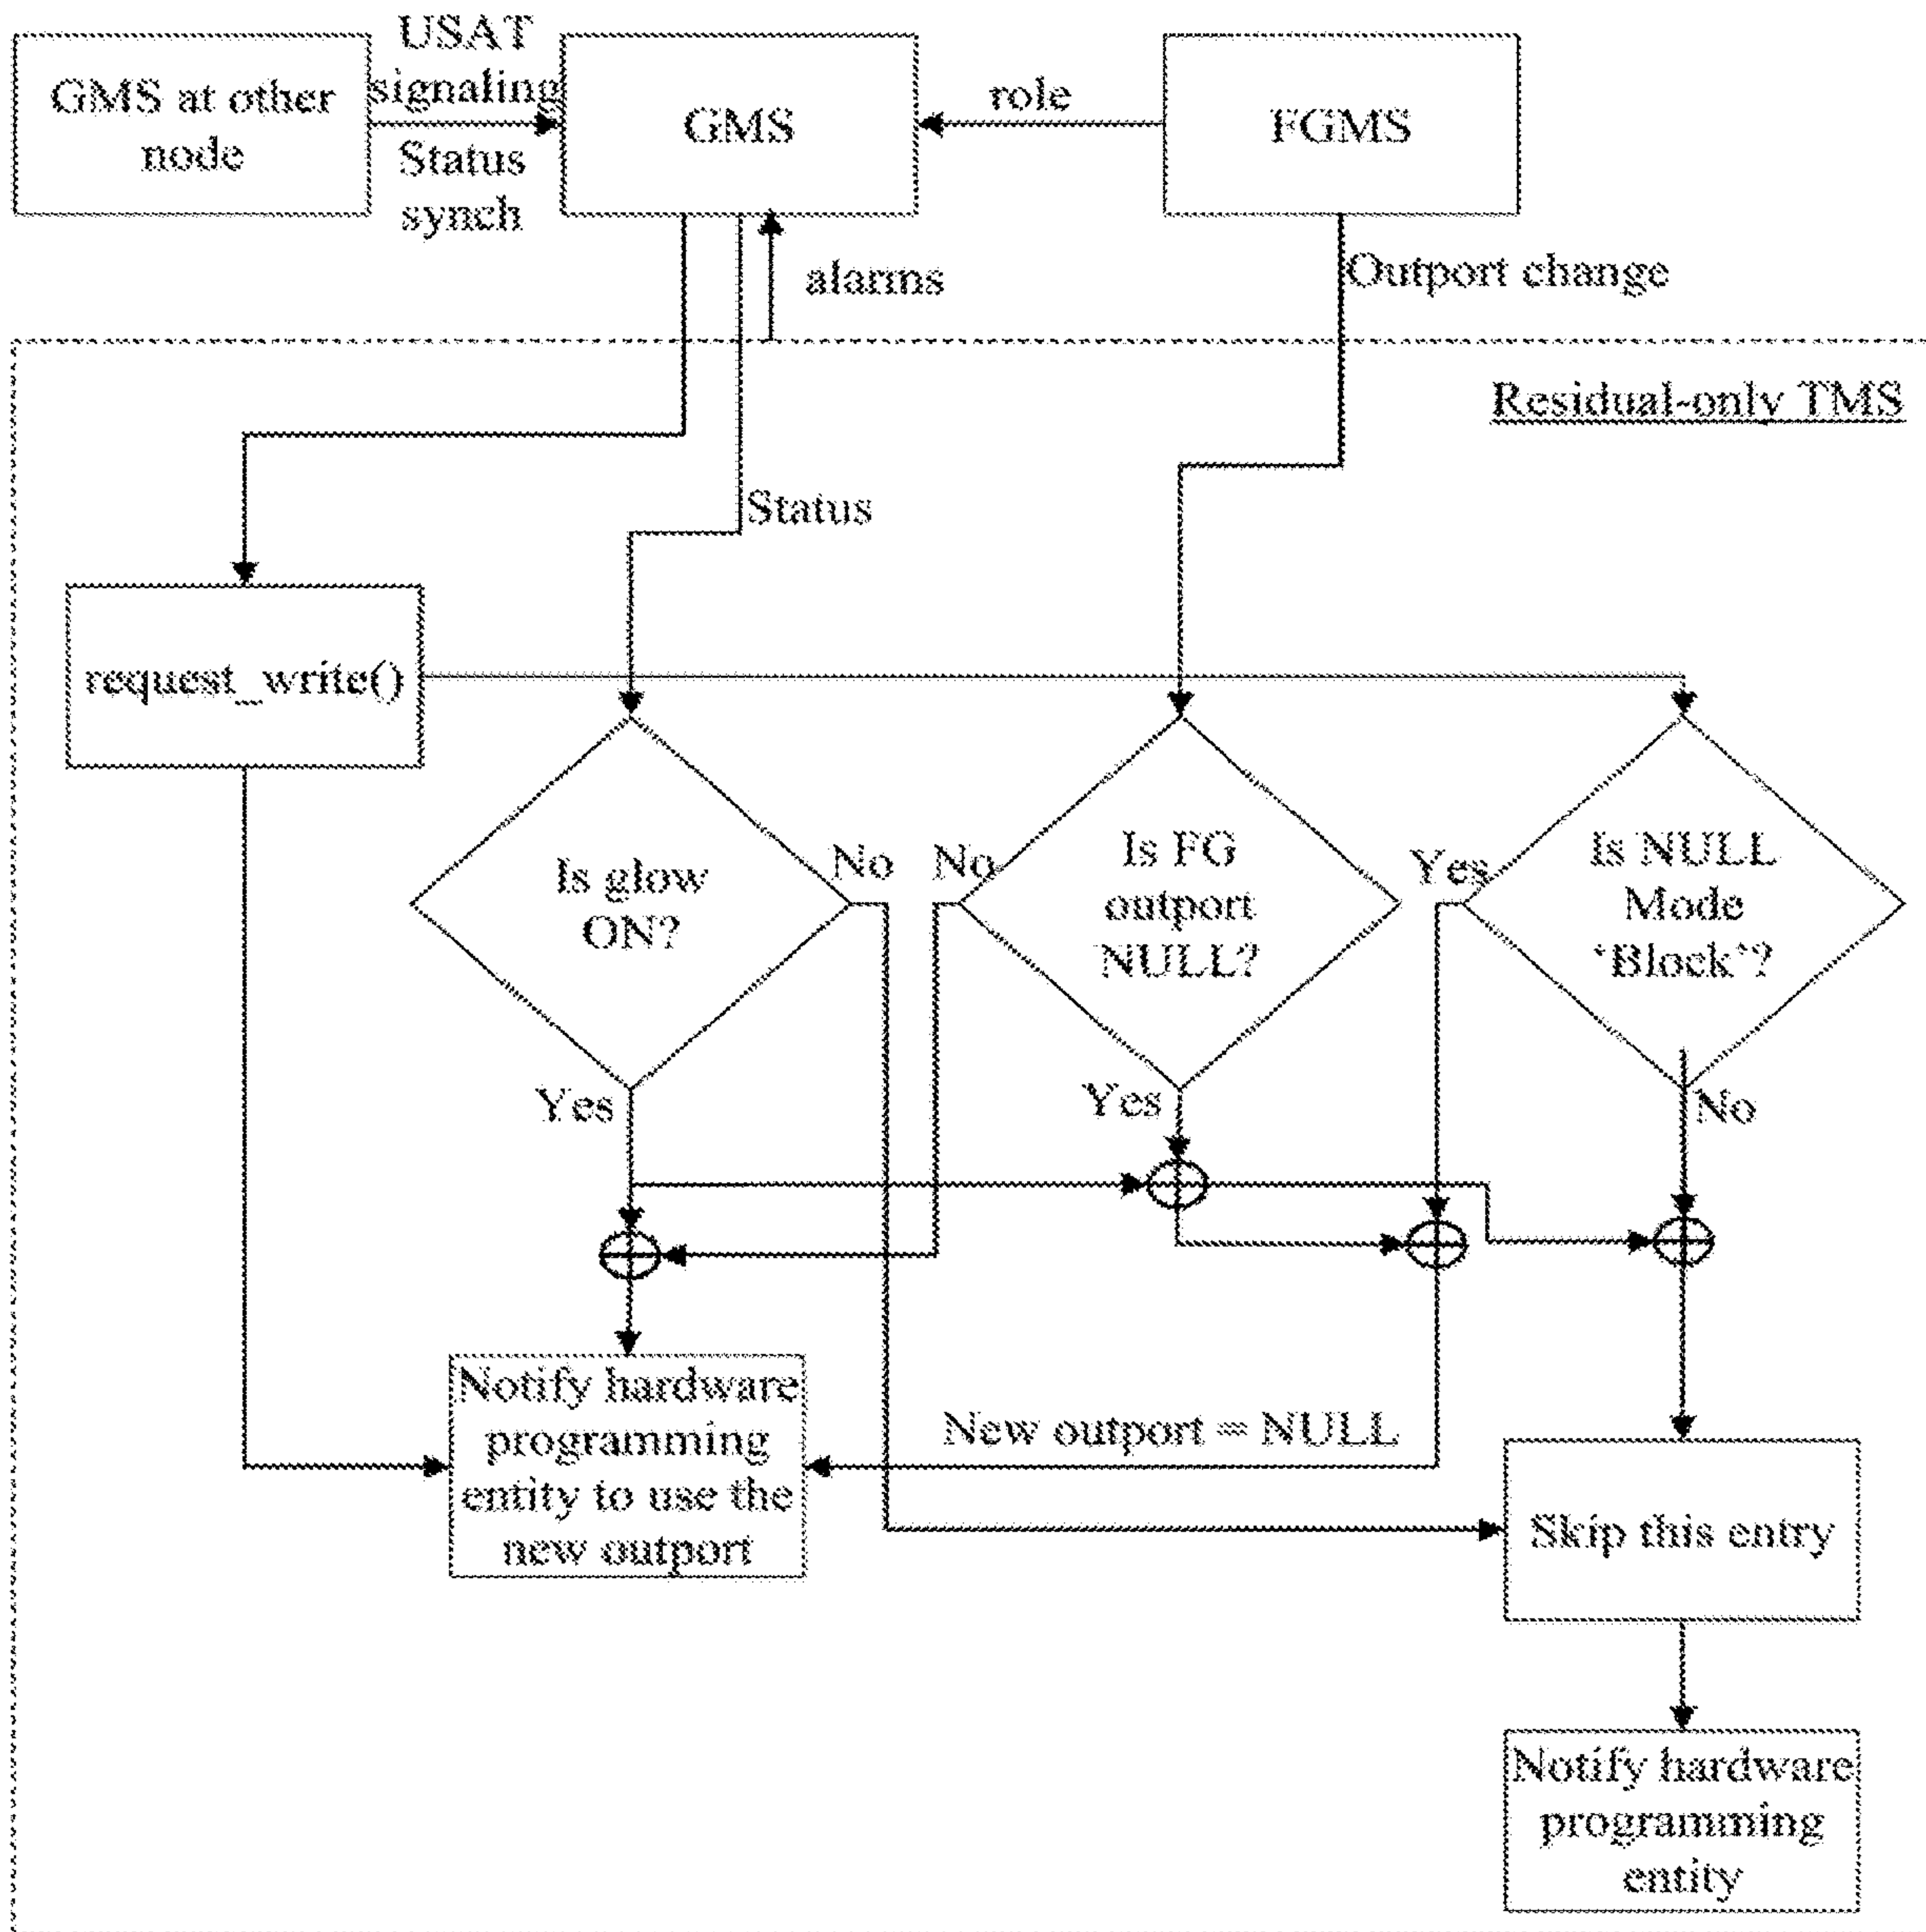 USAT
signaling
Status
synch
GMS at other
node
GMS
role
FGMS
alarms
Outport change
Residual-only TMS
Status
request_write()
Is glow
ON?
No
No
Is FG
outport
NULL?
Yes
Is NULL
Mode
‘Block’?
Yes
Yes
No
Notify hardware
programming
entity to use the
new outport
New outport = NULL
Skip this entry
Notify hardware
programming
entity